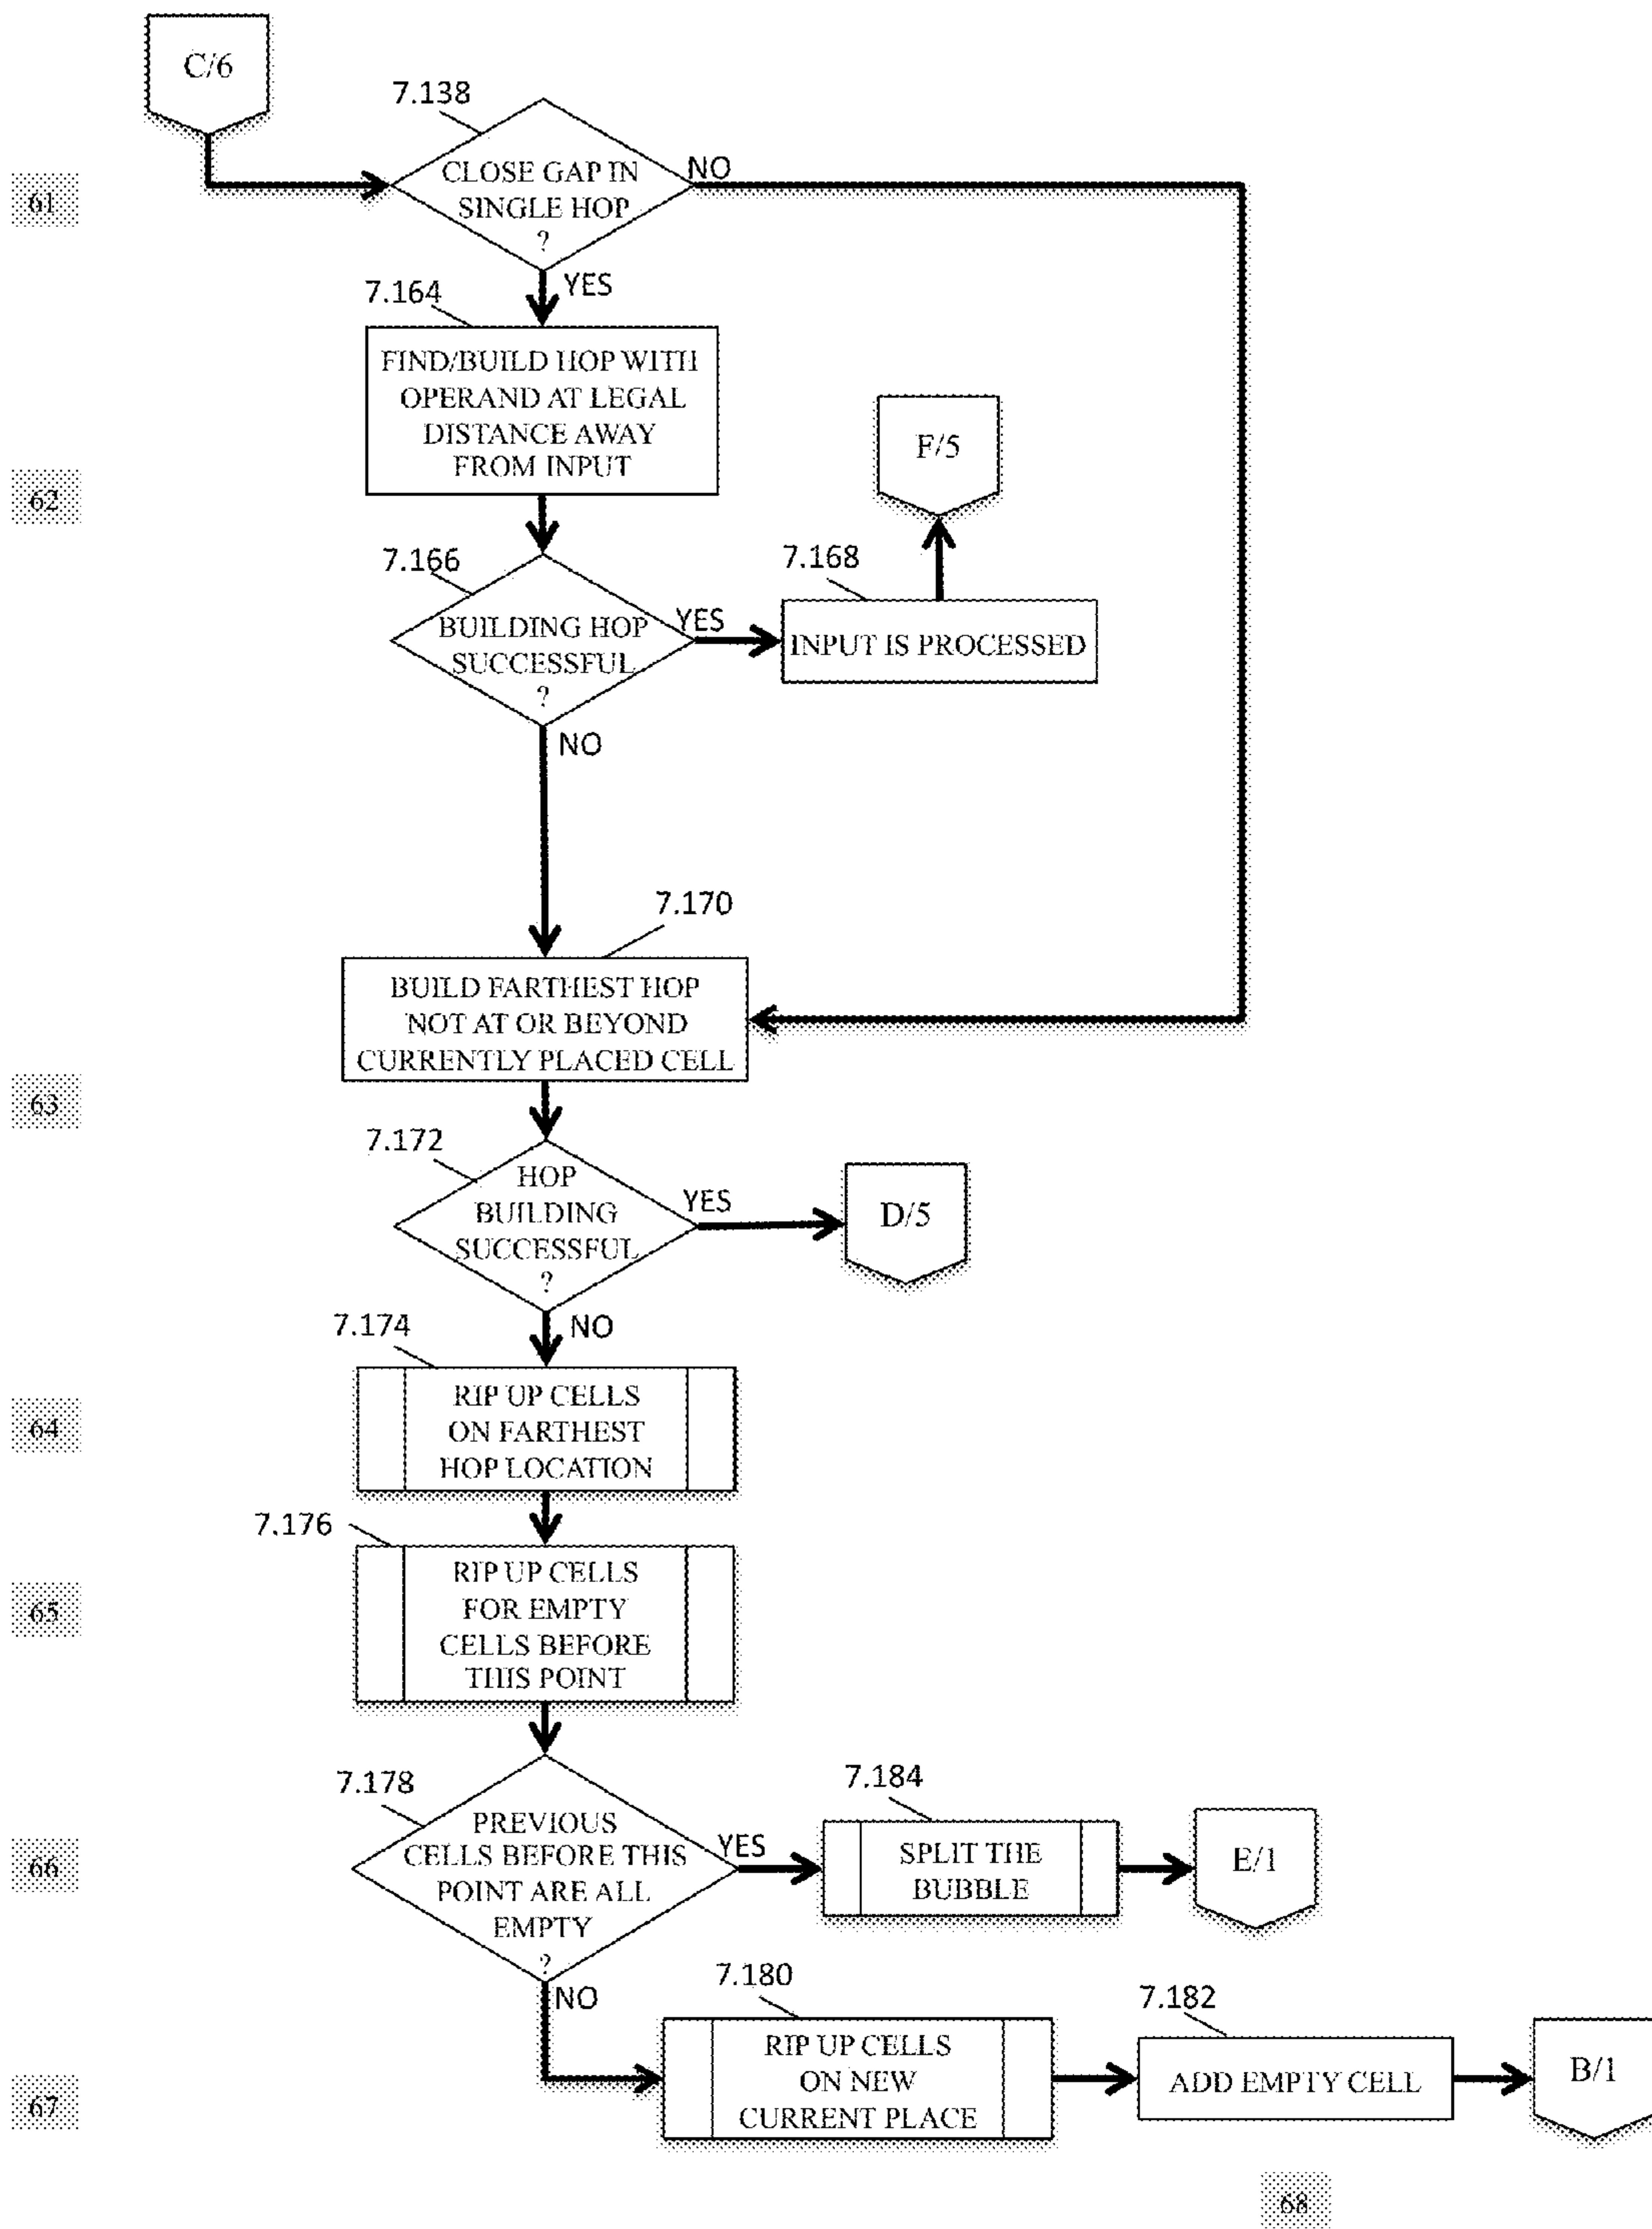 C/6
7.138
CLOSE GAP IN
SINGLE HOP
?
NO
61
YES
7.164
FIND/BUILD HOP WITH
OPERAND AT LEGAL
DISTANCE AWAY
FROM INPUT
F/5
62
7.166
BUILDING HOP
SUCCESSFUL
?
YES
7.168
INPUT IS PROCESSED
NO
7.170
BUILD FARTHEST HOP
NOT AT OR BEYOND
CURRENTLY PLACED CELL
63
7.172
HOP
BUILDING
SUCCESSFUL
?
YES
D/5
NO
7.174
RIP UP CELLS
ON FARTHEST
HOP LOCATION
64
7.176
RIP UP CELLS
FOR EMPTY
CELLS BEFORE
THIS POINT
65
7.178
PREVIOUS
CELLS BEFORE THIS
POINT ARE ALL
EMPTY
?
YES
7.184
SPLIT THE
BUBBLE
E/1
66
NO
7.180
RIP UP CELLS
ON NEW
CURRENT PLACE
7.182
ADD EMPTY CELL
B/1
67
68